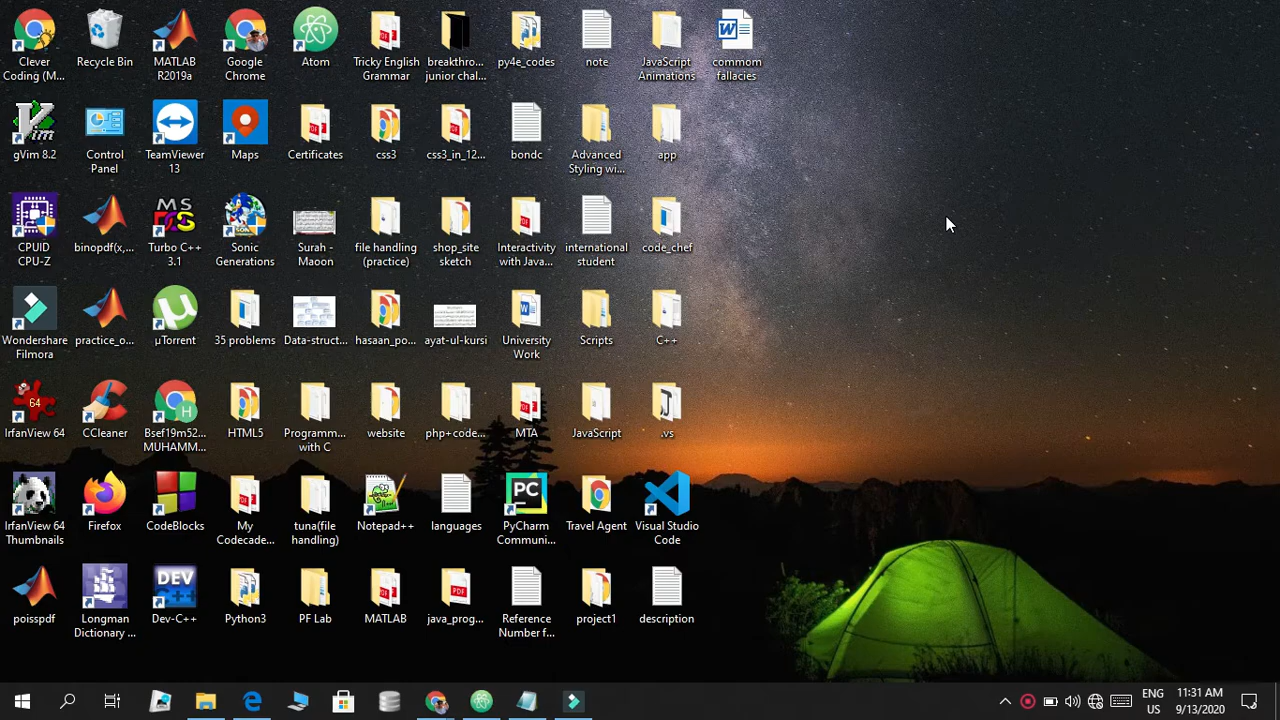 Clever
Coding (M...
Recycle Bin
MATLAB
R2019a
Google
Chrome
Atom
Tricky English
Grammar
breakthro...
junior chal...
py4e_codes
note
JavaScript
Animations
commom
fallacies
gVim 8.2
Control
Panel
TeamViewer
13
Maps
Certificates
css3
css3_in_12...
bondc
Advanced
Styling wi...
app
CPUID
CPU-Z
binopdf(x,...
Turbo C++
3.1
Sonic
Generations
Surah -
Maoon
file handling
(practice)
shop_site
sketch
Interactivity
with Java...
international
student
code_chef
Wondershare
Filmora
practice_o...
µTorrent
35 problems
Data-struct...
hasaan_po...
ayat-ul-kursi
University
Work
Scripts
C++
IrfanView 64
CCleaner
Bsef19m52...
MUHAMM...
HTML5
Programm...
with C
website
php+code...
MTA
JavaScript
.vs
IrfanView 64
Thumbnails
Firefox
CodeBlocks
My
Codecade...
tuna(file
handling)
Notepad++
languages
PyCharm
Communi...
Travel Agent
Visual Studio
Code
poisspdf
Longman
Dictionary ...
Dev-C++
Python3
PF Lab
MATLAB
java_prog...
Reference
Number f...
project1
description
ENG
US
9/13/2020